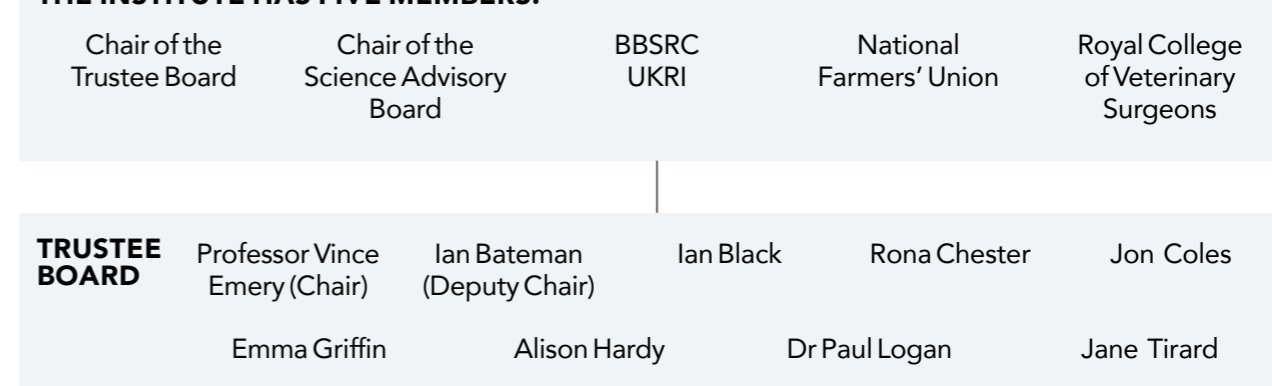 THE INSTITUTE HAS FIVE MEMBERS:
Chair of the
Trustee Board
Chair of the
Science Advisory
Board
BBSRC
UKRI
National
Farmers' Union
Royal College
of Veterinary
Surgeons
TRUSTEE
BOARD
Professor Vince
Emery (Chair)
Ian Bateman
(Deputy Chair)
Ian Black
Rona Chester
Jon Coles
Emma Griffin
Alison Hardy
Dr Paul Logan
Jane Tirard